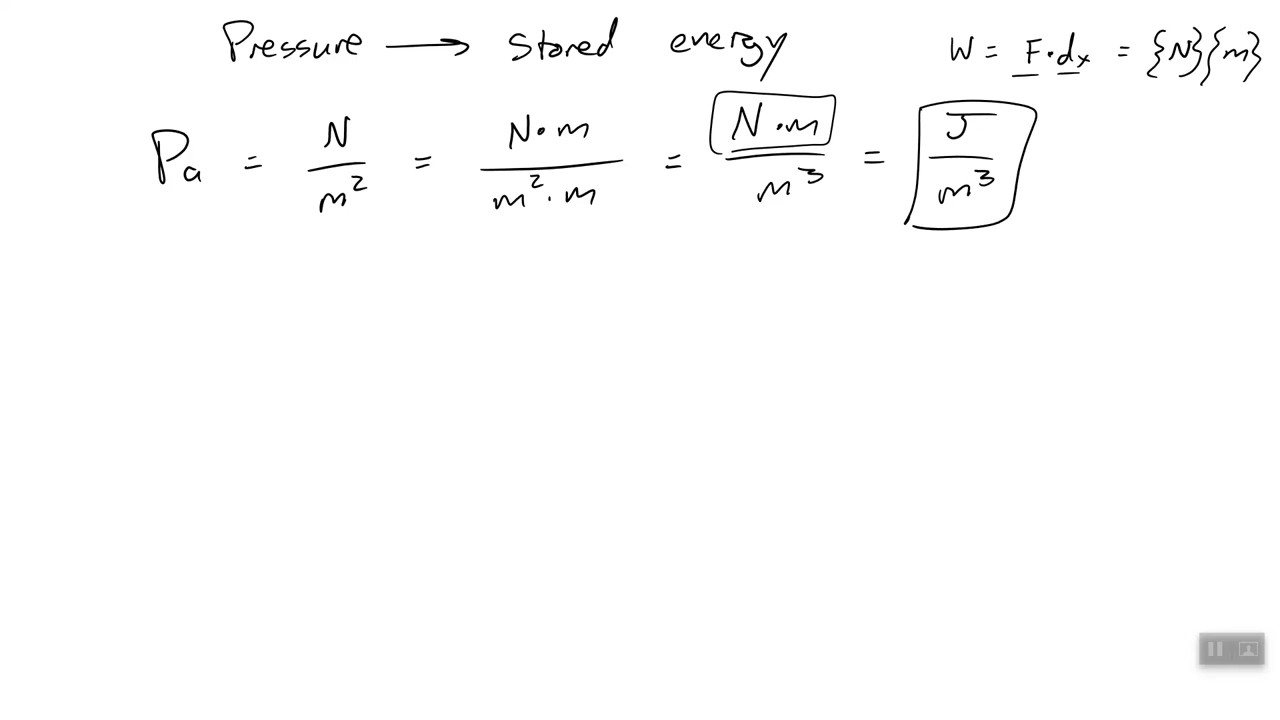 Pressure → stored energy
W = F · dx = {N}{m}
Pa = N/m² = N·m/m²·m = N·m/m³ = J/m³